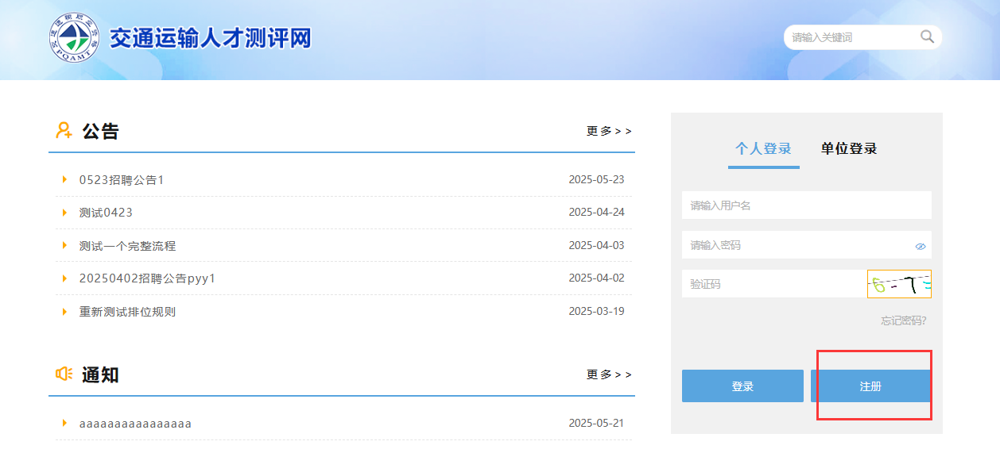 交通运输人才测评网
PQAMT
请输入关键词
公告
更多>>
0523招聘公告1 2025-05-23
测试0423 2025-04-24
测试一个完整流程 2025-04-03
20250402招聘公告pyy1 2025-04-02
重新测试排位规则 2025-03-19
通知
更多>>
aaaaaaaaaaaaaaaa 2025-05-21
个人登录 单位登录
请输入用户名
请输入密码
验证码
忘记密码?
登录 注册